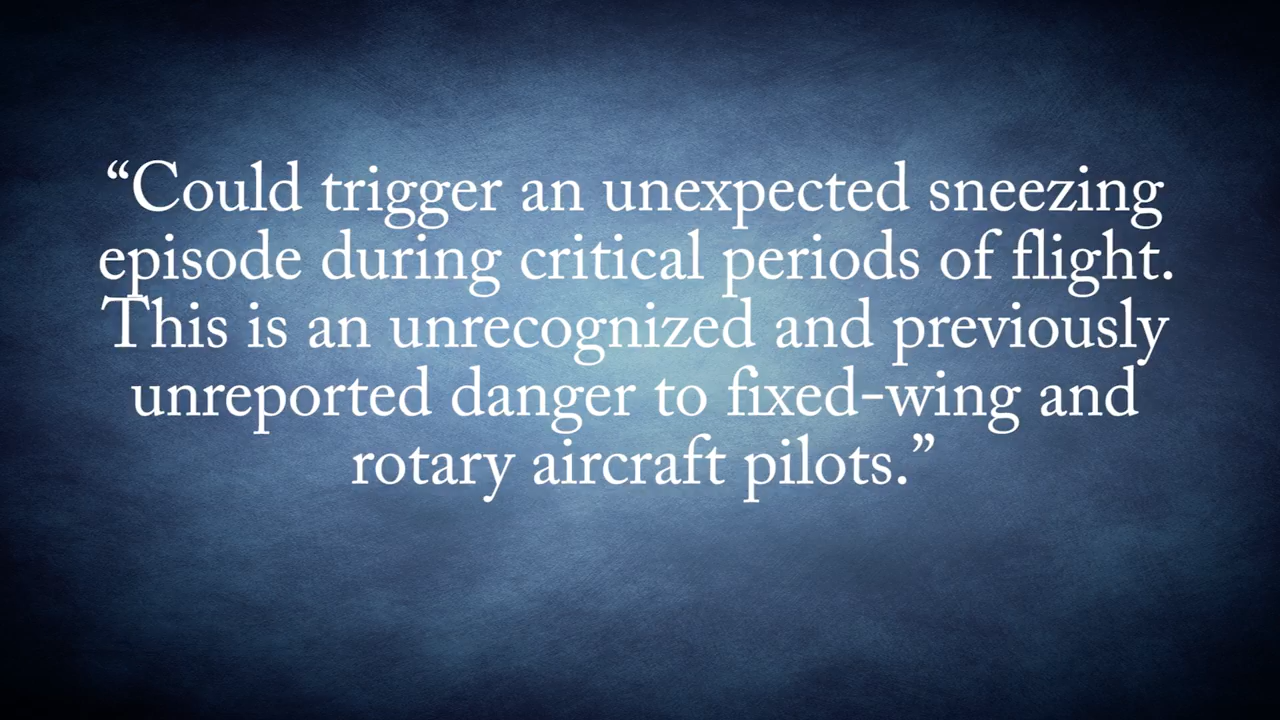 “Could trigger an unexpected sneezing
episode during critical periods of flight.
This is an unrecognized and previously
unreported danger to fixed-wing and
rotary aircraft pilots.”